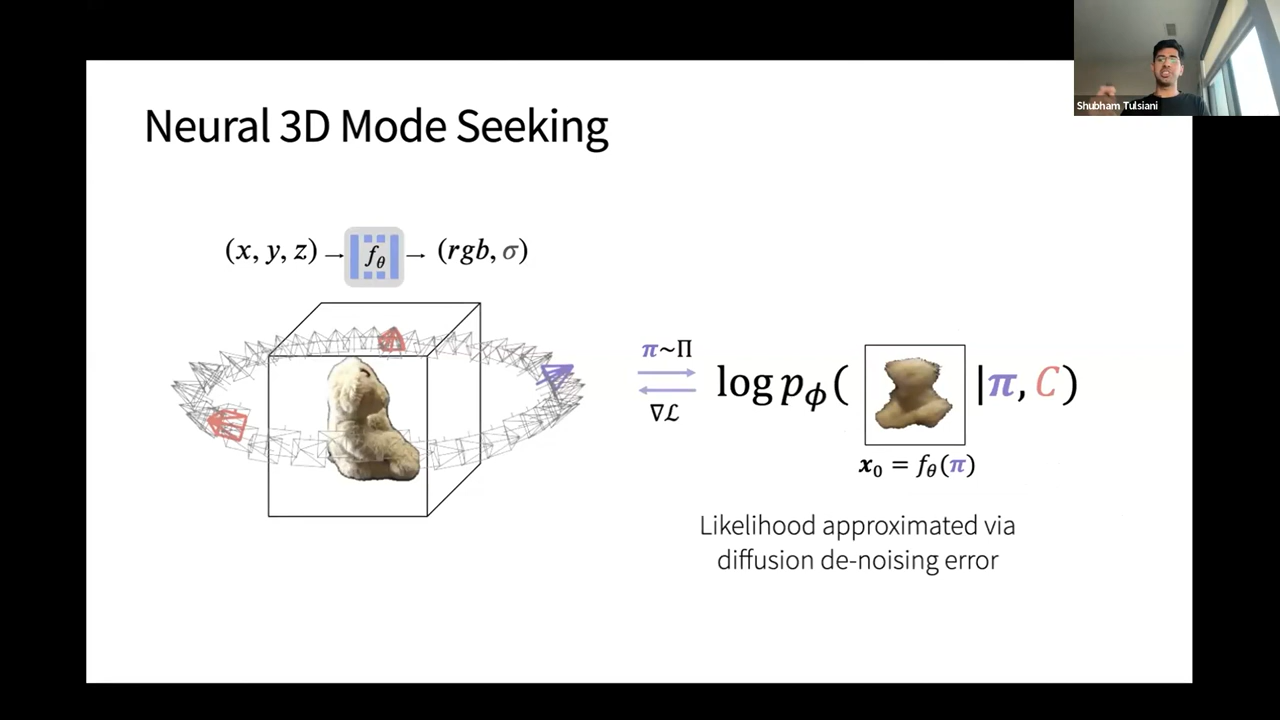 Shubham Tulsiani
Neural 3D Mode Seeking
(x, y, z) → fθ → (rgb, σ)
π~Π
∇ℒ
log pϕ( |π, C)
x₀ = fθ(π)
Likelihood approximated via
diffusion de-noising error